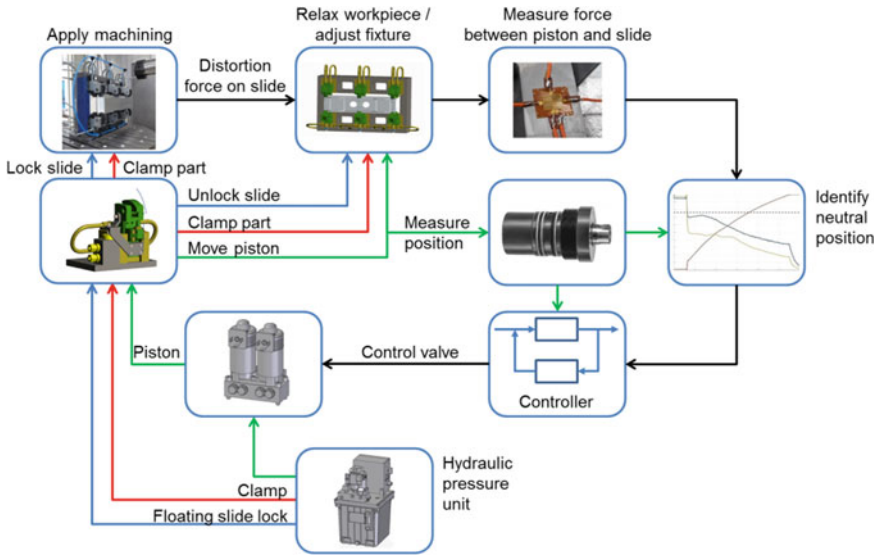 Apply machining
Relax workpiece /
adjust fixture
Measure force
between piston and slide
Distortion
force on slide
Lock slide
Clamp part
Unlock slide
Clamp part
Move piston
Measure
position
Identify
neutral
position
Piston
Control valve
Controller
Hydraulic
pressure
unit
Clamp
Floating slide lock